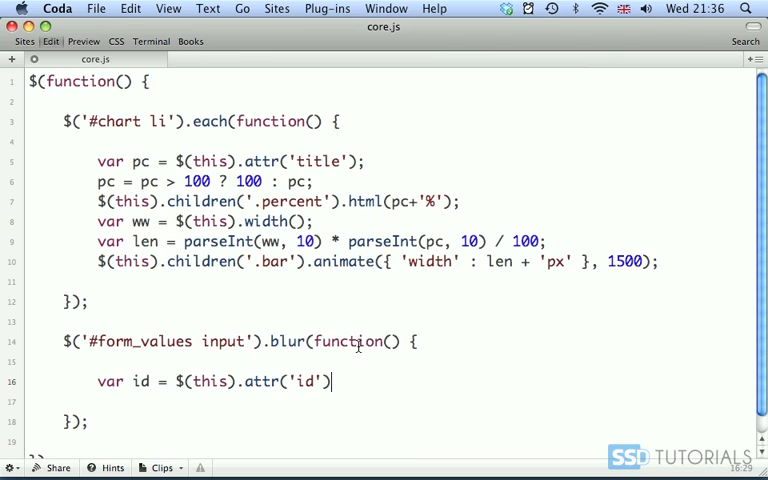 Coda File Edit View Text Go Sites Plug-ins Window Help Wed 21:36
core.js
Sites Edit Preview CSS Terminal Books Search
core.js
1 $(function() {
2
3 $('#chart li').each(function() {
4
5 var pc = $(this).attr('title');
6 pc = pc > 100 ? 100 : pc;
7 $(this).children('.percent').html(pc+'%');
8 var ww = $(this).width();
9 var len = parseInt(ww, 10) * parseInt(pc, 10) / 100;
10 $(this).children('.bar').animate({ 'width' : len + 'px' }, 1500);
11
12 });
13
14 $('#form_values input').blur(function() {
15
16 var id = $(this).attr('id')
17
18 });
19
})
Share Hints Clips 16:29
SSD TUTORIALS